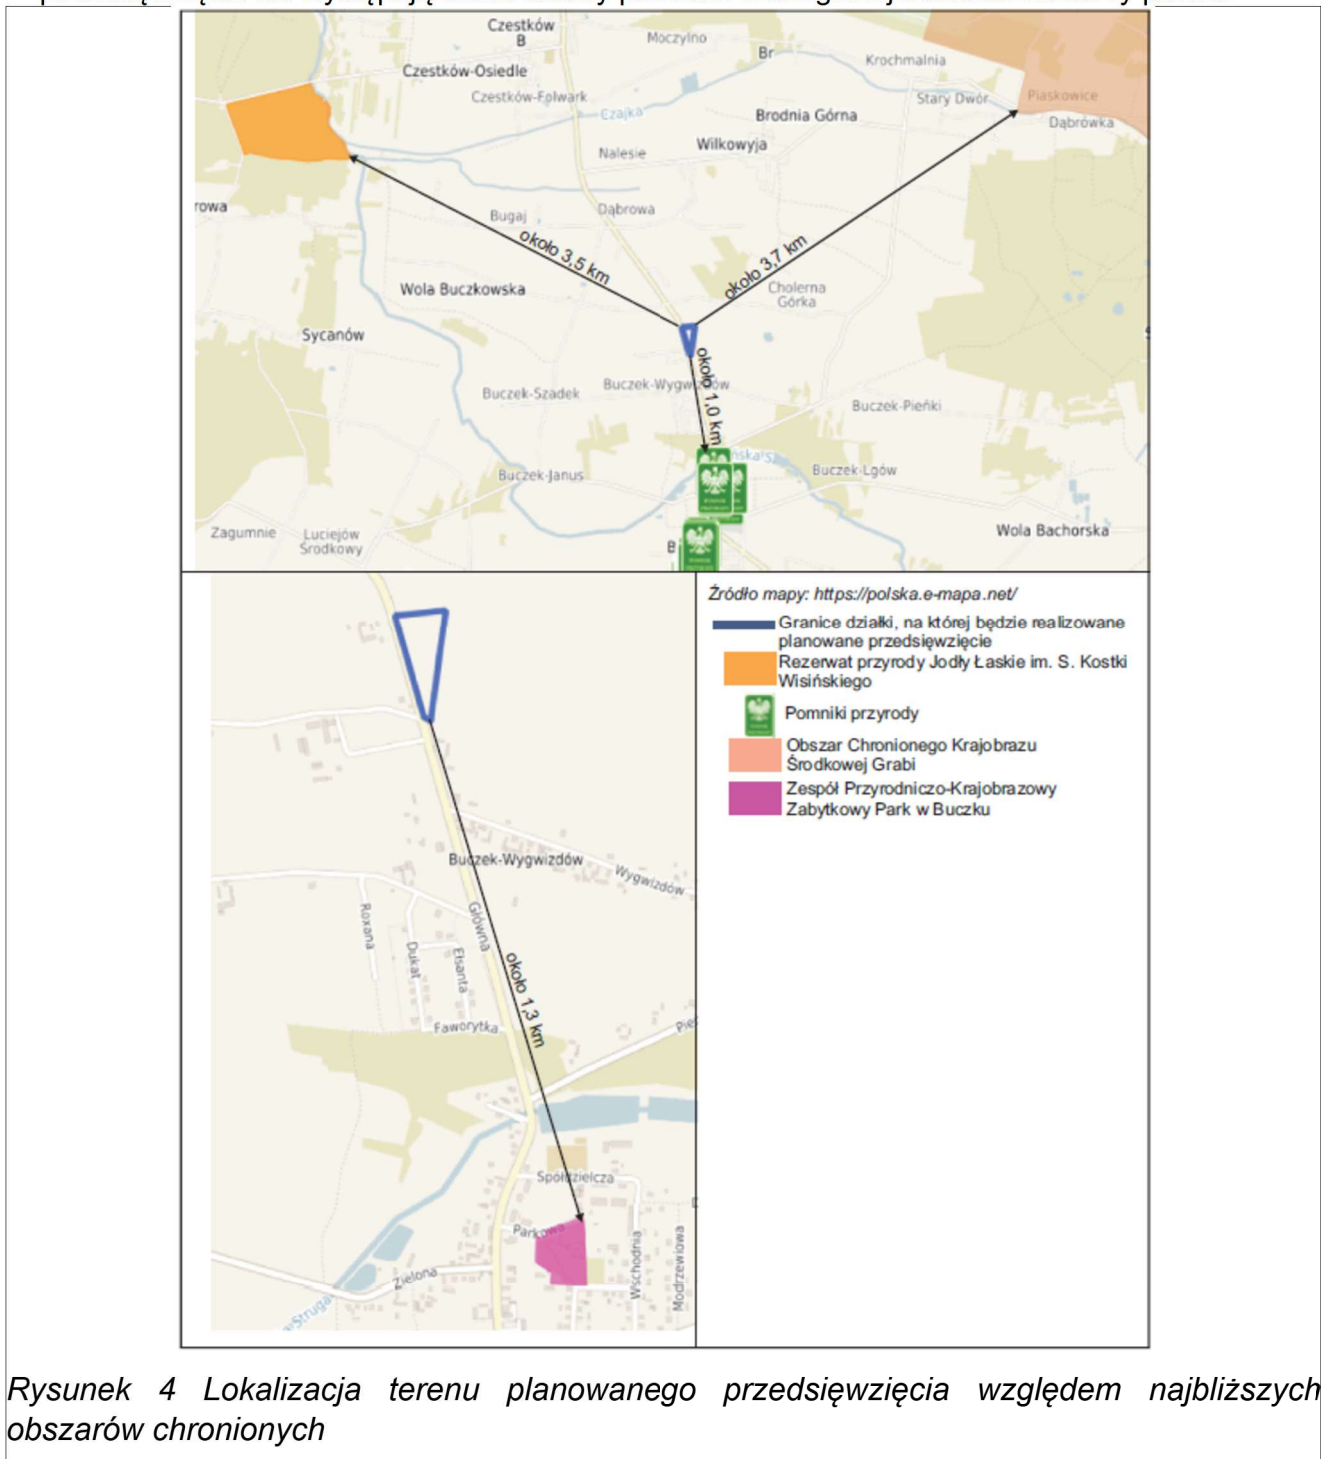 Czestków
B
Moczylno
Br
Krochmalnia
Czestków-Osiedle
Czestków-Folwark
Stary Dwór
Piaskowice
Czajka
Brodnia Górna
Dąbrówka
Nalesie
Wilkowyja
rowa
Bugaj
Dąbrowa
około 3,5 km
około 3,7 km
Wola Buczkowska
Cholerna
Górka
Sycanów
około 1,0 km
Buczek-Szadek
Buczek-Wygwizdów
Buczek-Pieńki
ńska S
Buczek-Janus
Buczek-Lgów
Zagumnie
Luciejów
Środkowy
Wola Bachorska
B
Źródło mapy: https://polska.e-mapa.net/
Granice działki, na której będzie realizowane
planowane przedsięwzięcie
Rezerwat przyrody Jodły Łaskie im. S. Kostki
Wisińskiego
Pomniki przyrody
Obszar Chronionego Krajobrazu
Środkowej Grabi
Zespół Przyrodniczo-Krajobrazowy
Zabytkowy Park w Buczku
Buczek-Wygwizdów
Wygwizdów
Roxana
Główna
Dukat
Elsanta
około 1,3 km
Faworytka
Pie
Spółdzielcza
Parkowa
Wschodnia
Modrzewiowa
Zielona
Struga
Rysunek 4 Lokalizacja terenu planowanego przedsięwzięcia względem najbliższych
obszarów chronionych